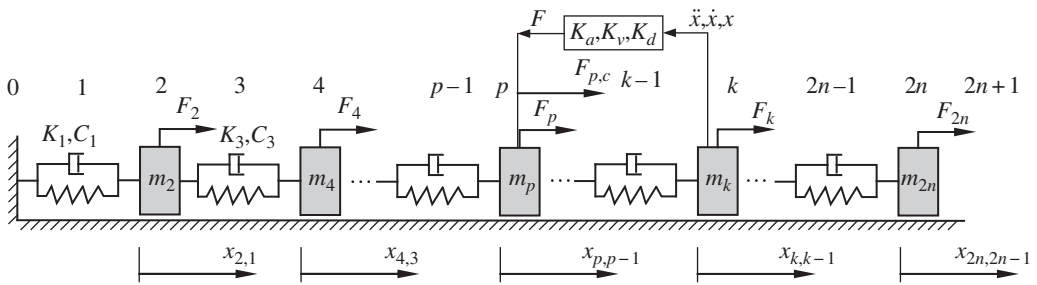 F K_a,K_v,K_d ẍ,ẋ,x
0 1 2 3 4 p−1 p F_{p,c} k−1 k 2n−1 2n 2n+1
F_2 F_4 F_p F_k F_{2n}
K_1,C_1 K_3,C_3
m_2 m_4 ... m_p ... m_k ... m_{2n}
x_{2,1} x_{4,3} x_{p,p−1} x_{k,k−1} x_{2n,2n−1}